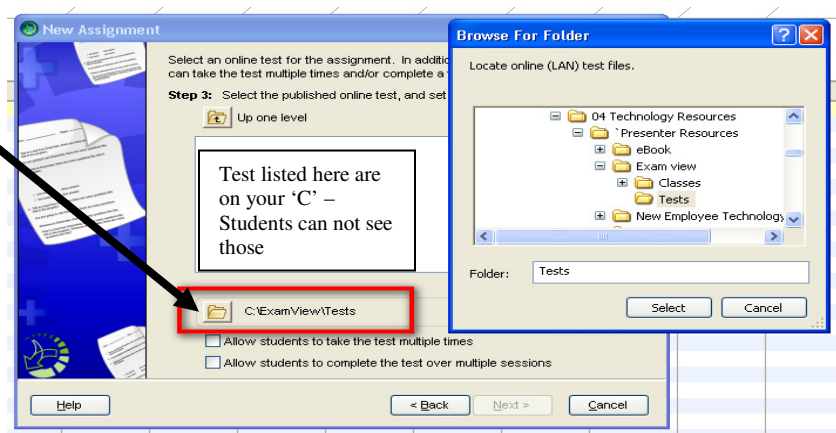 New Assignment
Select an online test for the assignment. In additio
can take the test multiple times and/or complete a
Step 3: Select the published online test, and set
Up one level
Test listed here are
on your ‘C’ –
Students can not see
those
C:\ExamView\Tests
Allow students to take the test multiple times
Allow students to complete the test over multiple sessions
Help
< Back
Next >
Cancel
Browse For Folder
Locate online (LAN) test files.
04 Technology Resources
`Presenter Resources
eBook
Exam view
Classes
Tests
New Employee Technology
Folder: Tests
Select
Cancel